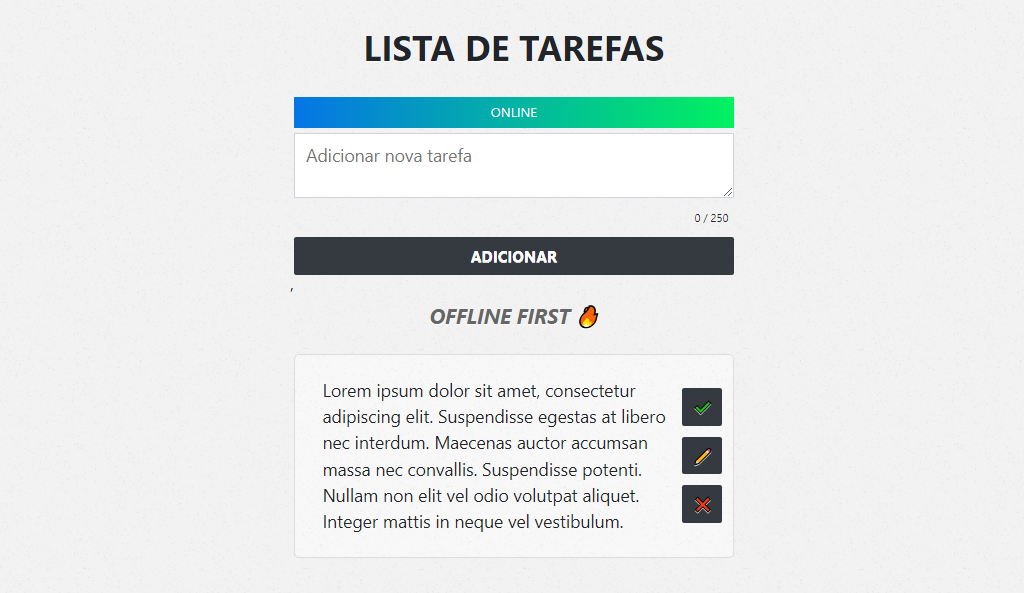 LISTA DE TAREFAS
ONLINE
Adicionar nova tarefa
0 / 250
ADICIONAR
,
OFFLINE FIRST 🔥
Lorem ipsum dolor sit amet, consectetur
adipiscing elit. Suspendisse egestas at libero
nec interdum. Maecenas auctor accumsan
massa nec convallis. Suspendisse potenti.
Nullam non elit vel odio volutpat aliquet.
Integer mattis in neque vel vestibulum.